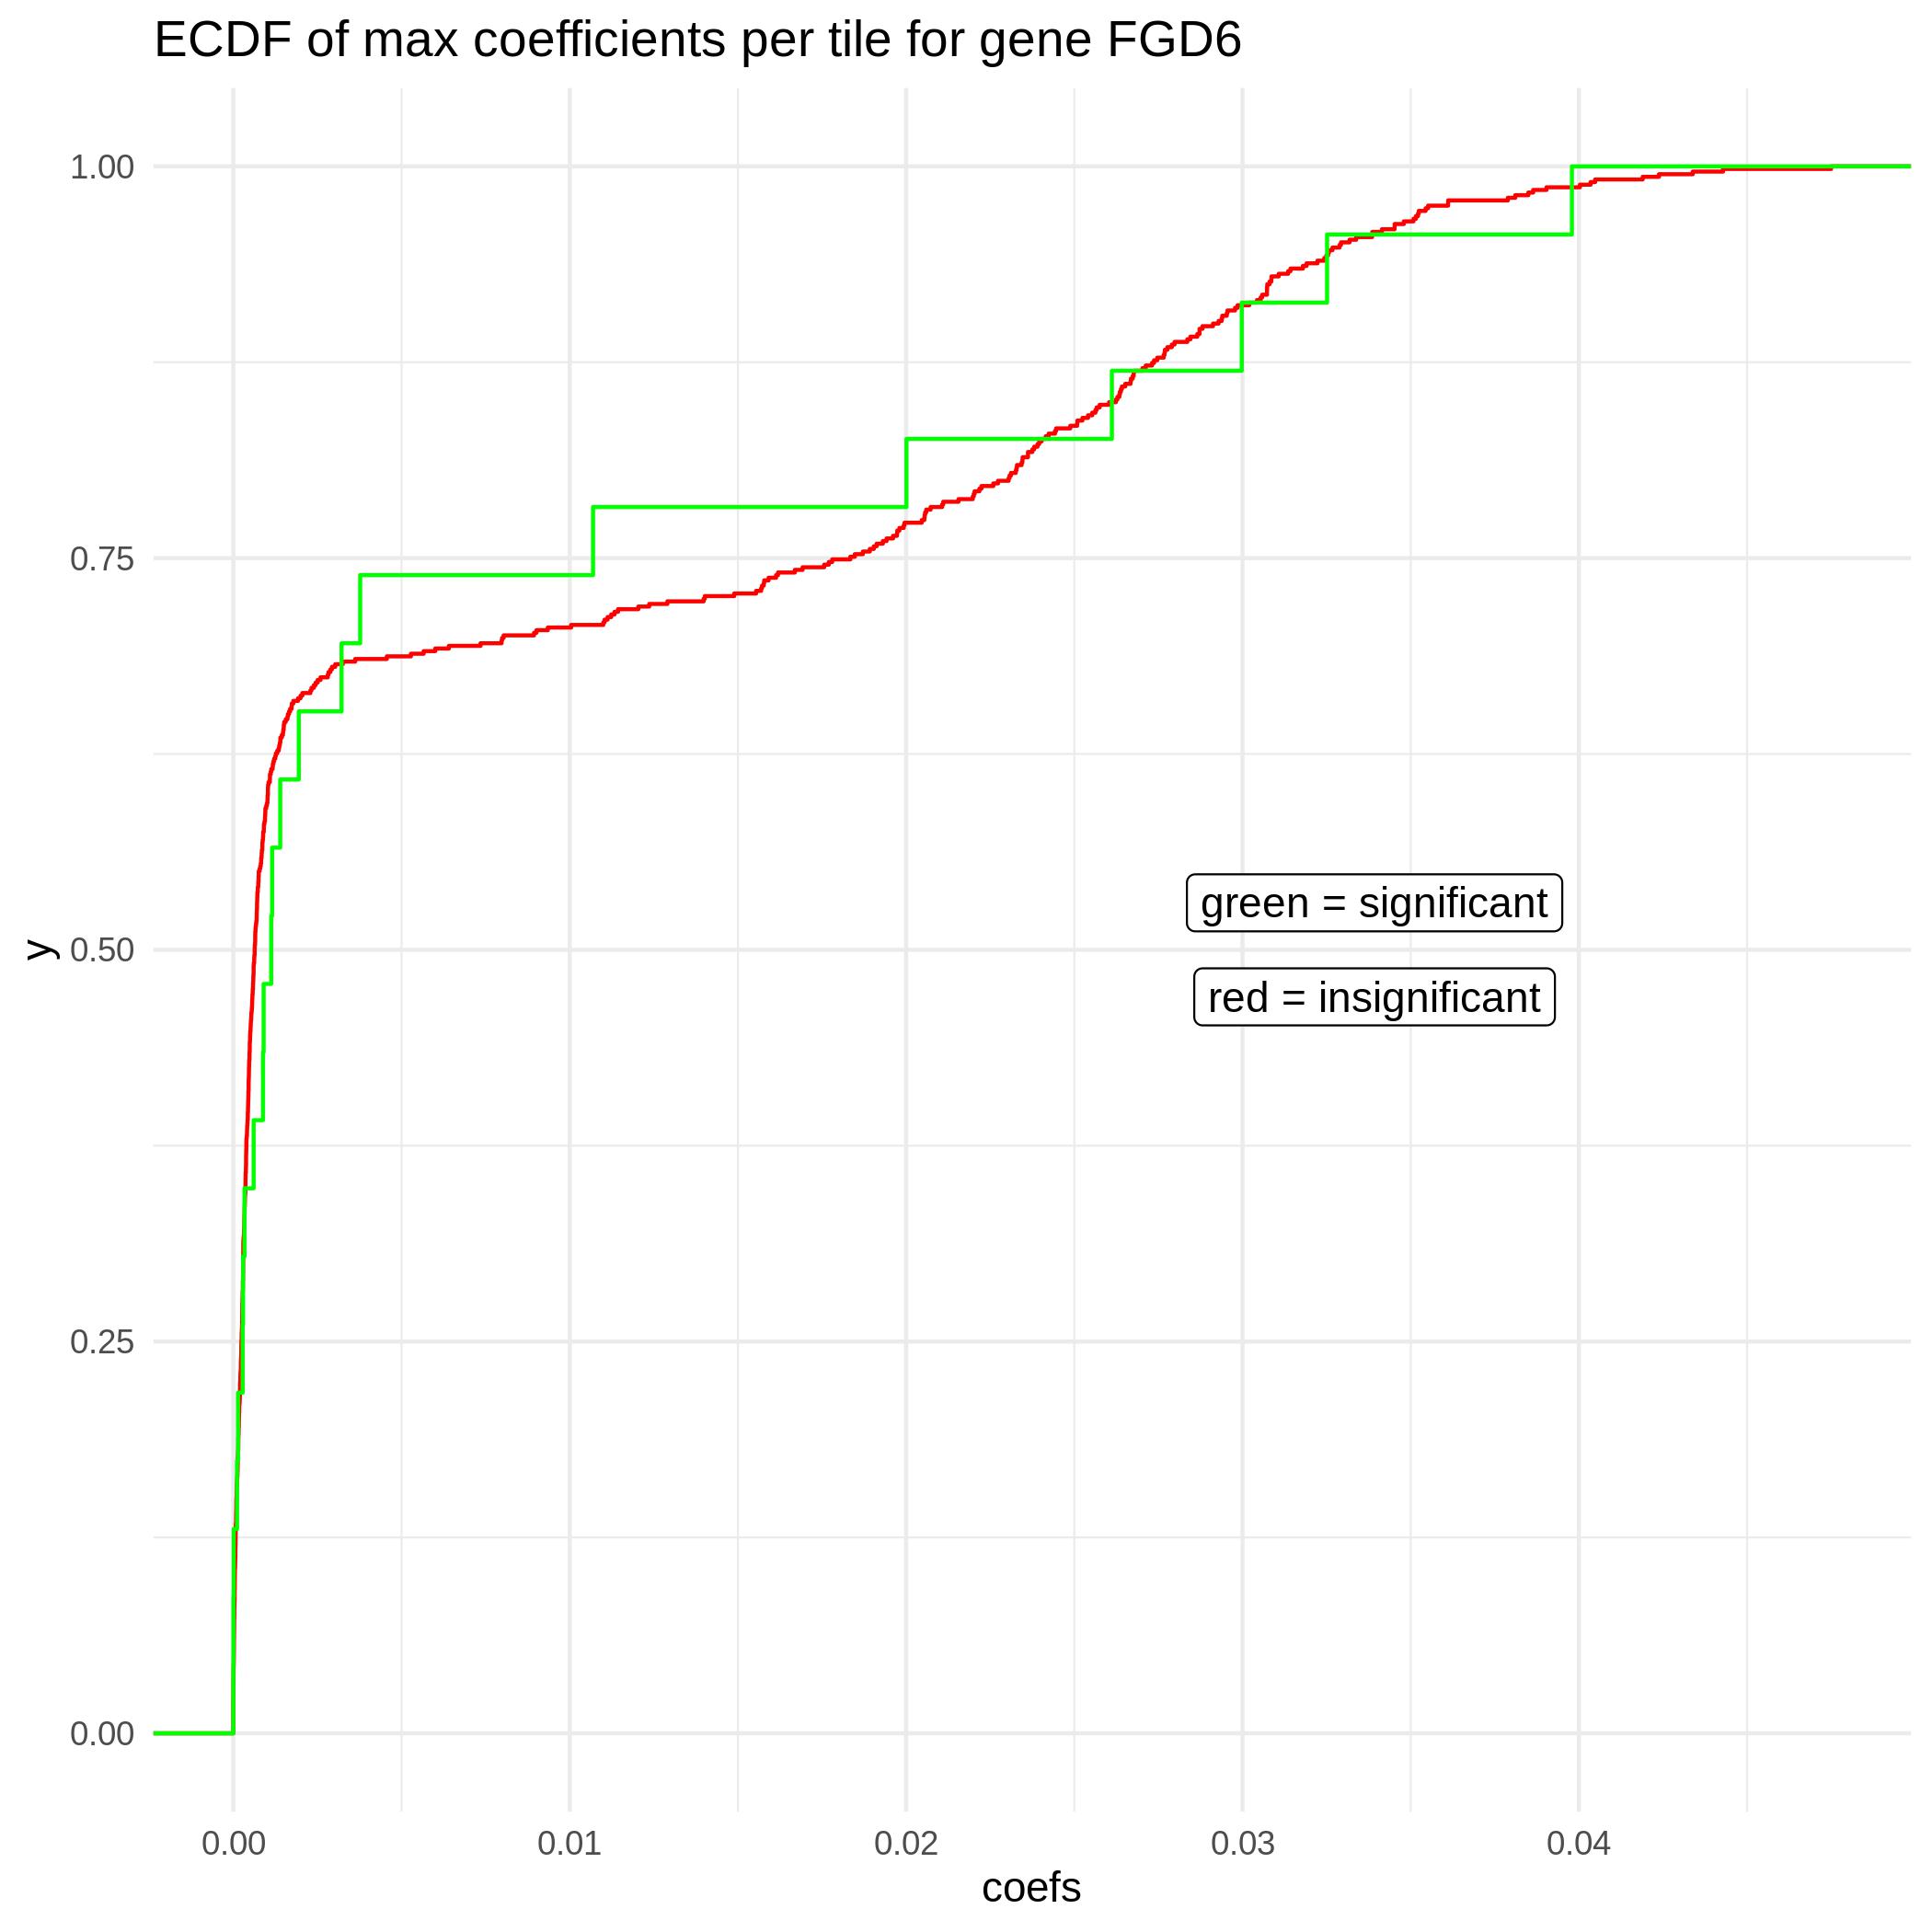 ECDF of max coefficients per tile for gene FGD6
1.00
0.75
0.50
0.25
0.00
y
green = significant
red = insignificant
0.00 0.01 0.02 0.03 0.04
coefs